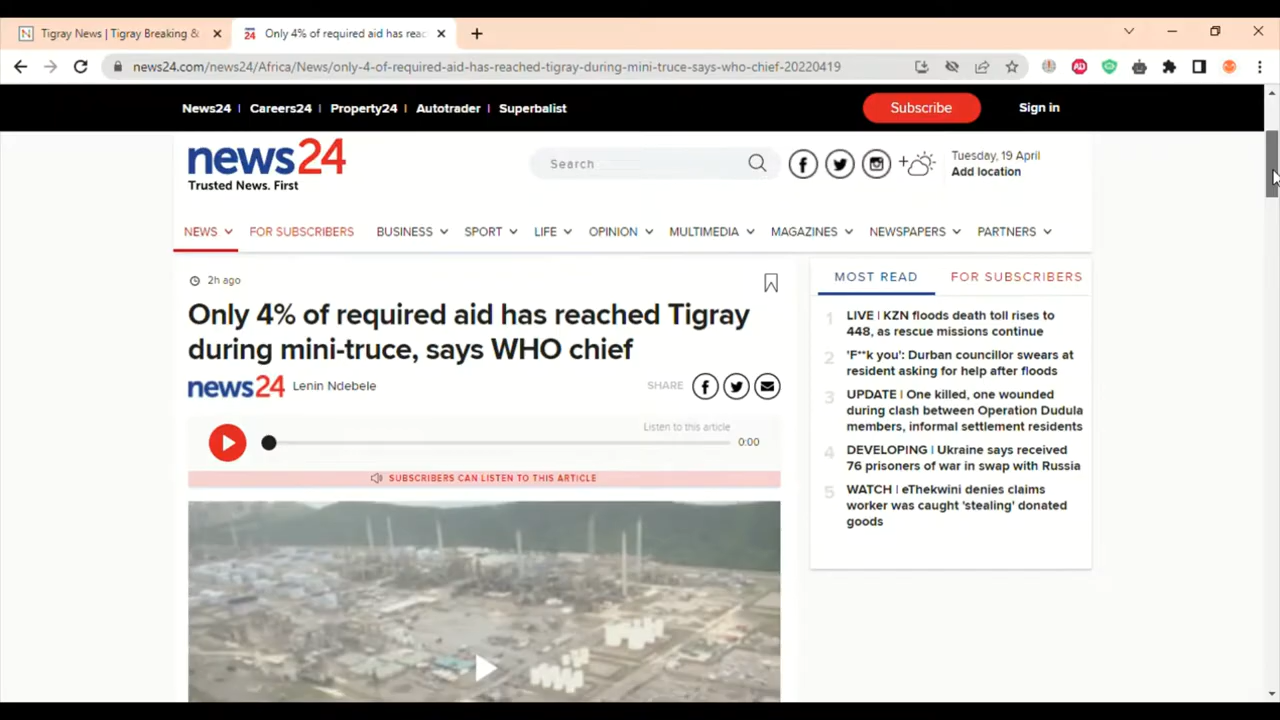 Tigray News | Tigray Breaking &
Only 4% of required aid has reac
news24.com/news24/Africa/News/only-4-of-required-aid-has-reached-tigray-during-mini-truce-says-who-chief-20220419
News24 | Careers24 | Property24 | Autotrader | Superbalist
Subscribe
Sign in
news24
Trusted News. First
Search
Tuesday, 19 April
Add location
NEWS
FOR SUBSCRIBERS
BUSINESS
SPORT
LIFE
OPINION
MULTIMEDIA
MAGAZINES
NEWSPAPERS
PARTNERS
2h ago
Only 4% of required aid has reached Tigray
during mini-truce, says WHO chief
news24 Lenin Ndebele
SHARE
Listen to this article
0:00
SUBSCRIBERS CAN LISTEN TO THIS ARTICLE
MOST READ
FOR SUBSCRIBERS
1 LIVE | KZN floods death toll rises to
448, as rescue missions continue
2 'F**k you': Durban councillor swears at
resident asking for help after floods
3 UPDATE | One killed, one wounded
during clash between Operation Dudula
members, informal settlement residents
4 DEVELOPING | Ukraine says received
76 prisoners of war in swap with Russia
5 WATCH | eThekwini denies claims
worker was caught 'stealing' donated
goods